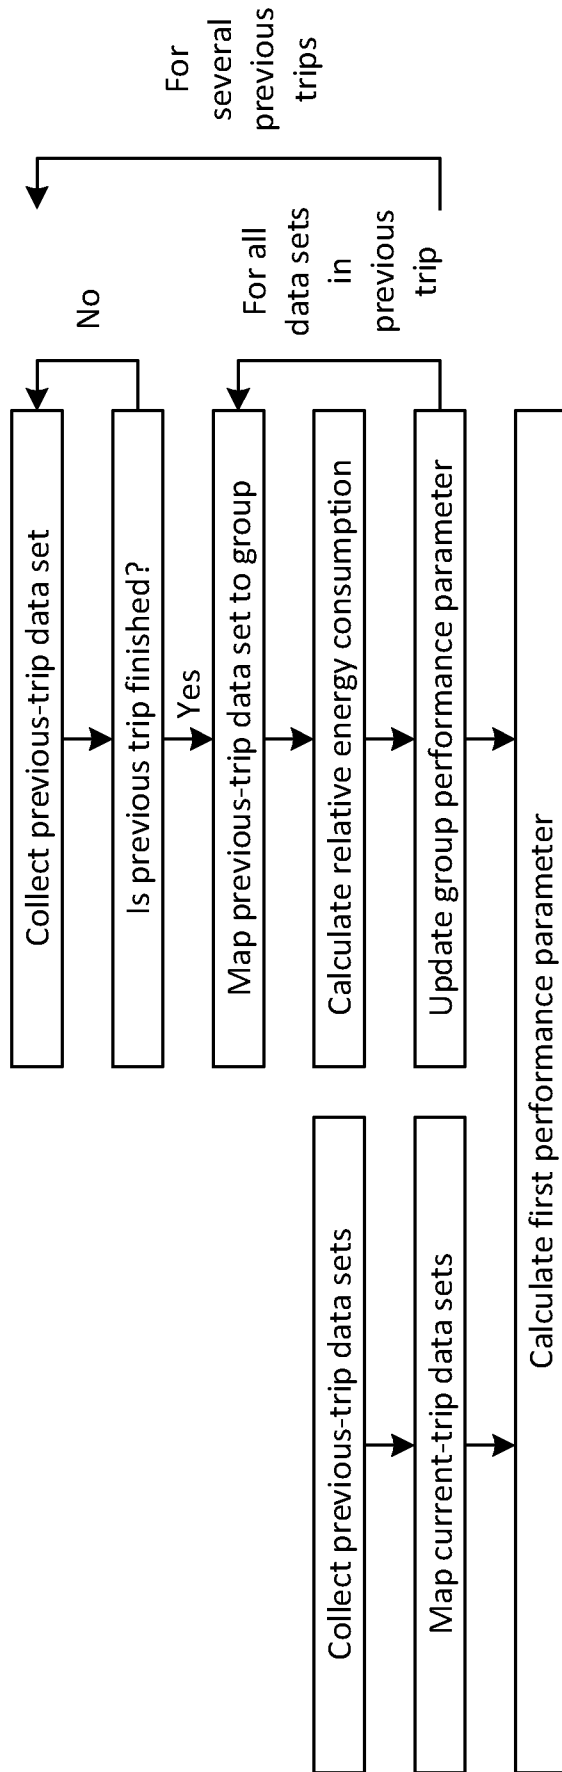 Collect previous-trip data set
Is previous trip finished?
No
Yes
Map previous-trip data set to group
Calculate relative energy consumption
Update group performance parameter
For all
data sets
in
previous
trip
For
several
previous
trips
Collect previous-trip data sets
Map current-trip data sets
Calculate first performance parameter